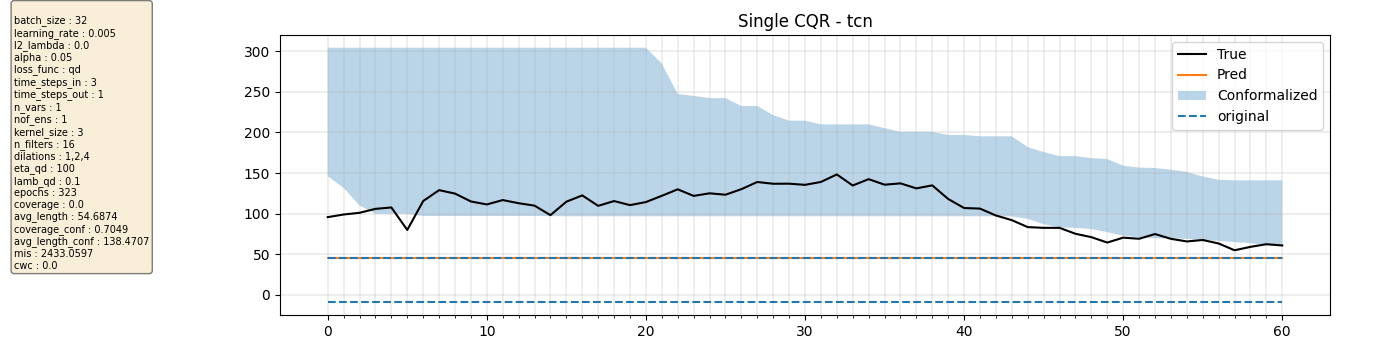 batch_size : 32
learning_rate : 0.005
l2_lambda : 0.0
alpha : 0.05
loss_func : qd
time_steps_in : 3
time_steps_out : 1
n_vars : 1
nof_ens : 1
kernel_size : 3
n_filters : 16
dilations : 1,2,4
eta_qd : 100
lamb_qd : 0.1
epochs : 323
coverage : 0.0
avg_length : 54.6874
coverage_conf : 0.7049
avg_length_conf : 138.4707
mis : 2433.0597
cwc : 0.0
Single CQR - tcn
300
250
200
150
100
50
0
True
Pred
Conformalized
original
0 10 20 30 40 50 60